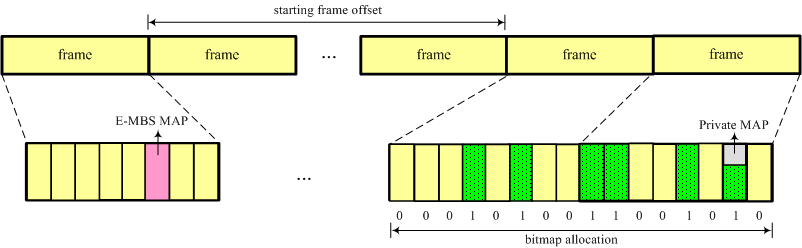 starting frame offset
frame frame ... frame frame frame
E-MBS MAP
Private MAP
...
0 0 0 1 0 1 0 0 1 1 0 0 1 0 1 0
bitmap allocation